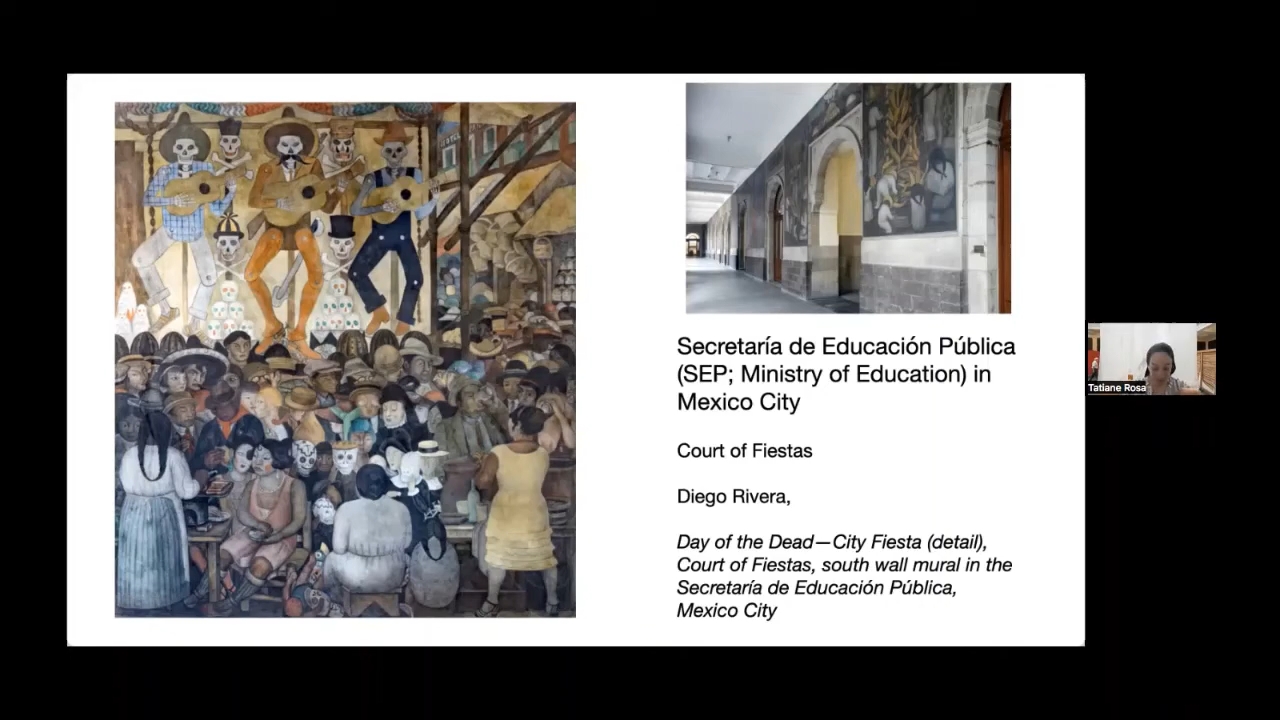 Secretaría de Educación Pública
(SEP; Ministry of Education) in
Mexico City
Court of Fiestas
Diego Rivera,
Day of the Dead—City Fiesta (detail),
Court of Fiestas, south wall mural in the
Secretaría de Educación Pública,
Mexico City
Tatiane Rosa